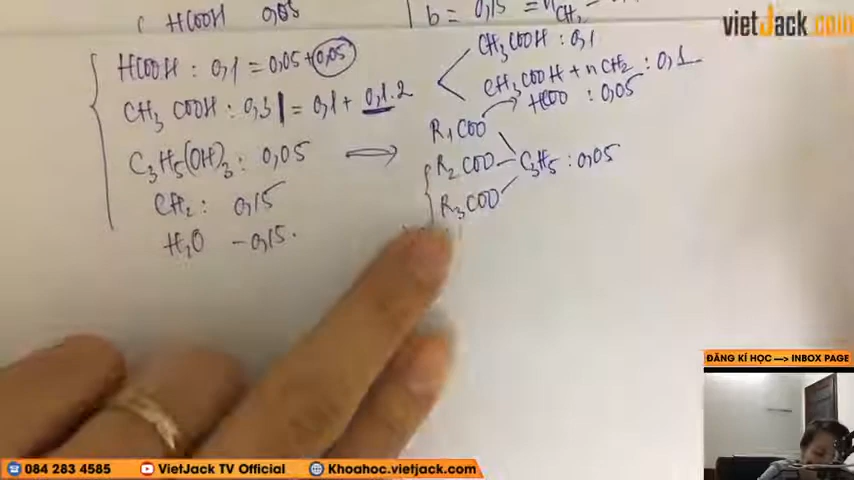 HCOOH 0,05
b = 0,15 = nCH₂
vietJack.com
HCOOH : 0,1 = 0,05 + 0,05
CH₃COOH : 0,31 = 0,1 + 0,1.2
C₃H₅(OH)₃ : 0,05
CH₂ : 0,15
H₂O -0,15.
CH₃COOH : 0,1
CH₃COOH + nCH₂ : 0,1
HCOO : 0,05
R₁COO
R₂COO C₃H₅ : 0,05
R₃COO
ĐĂNG KÍ HỌC —> INBOX PAGE
084 283 4585 VietJack TV Official Khoahoc.vietjack.com